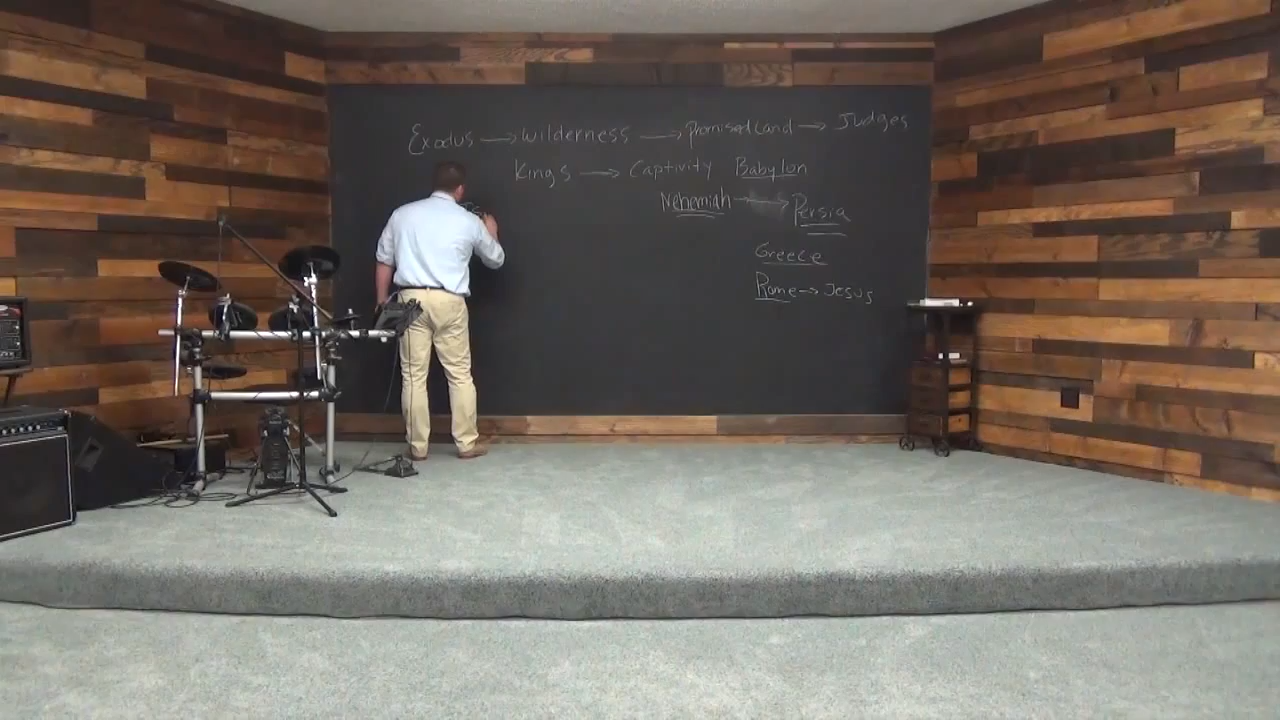 Exodus → Wilderness → Promised Land → Judges
Kings → Captivity Babylon
Nehemiah → Persia
Greece
Rome → Jesus